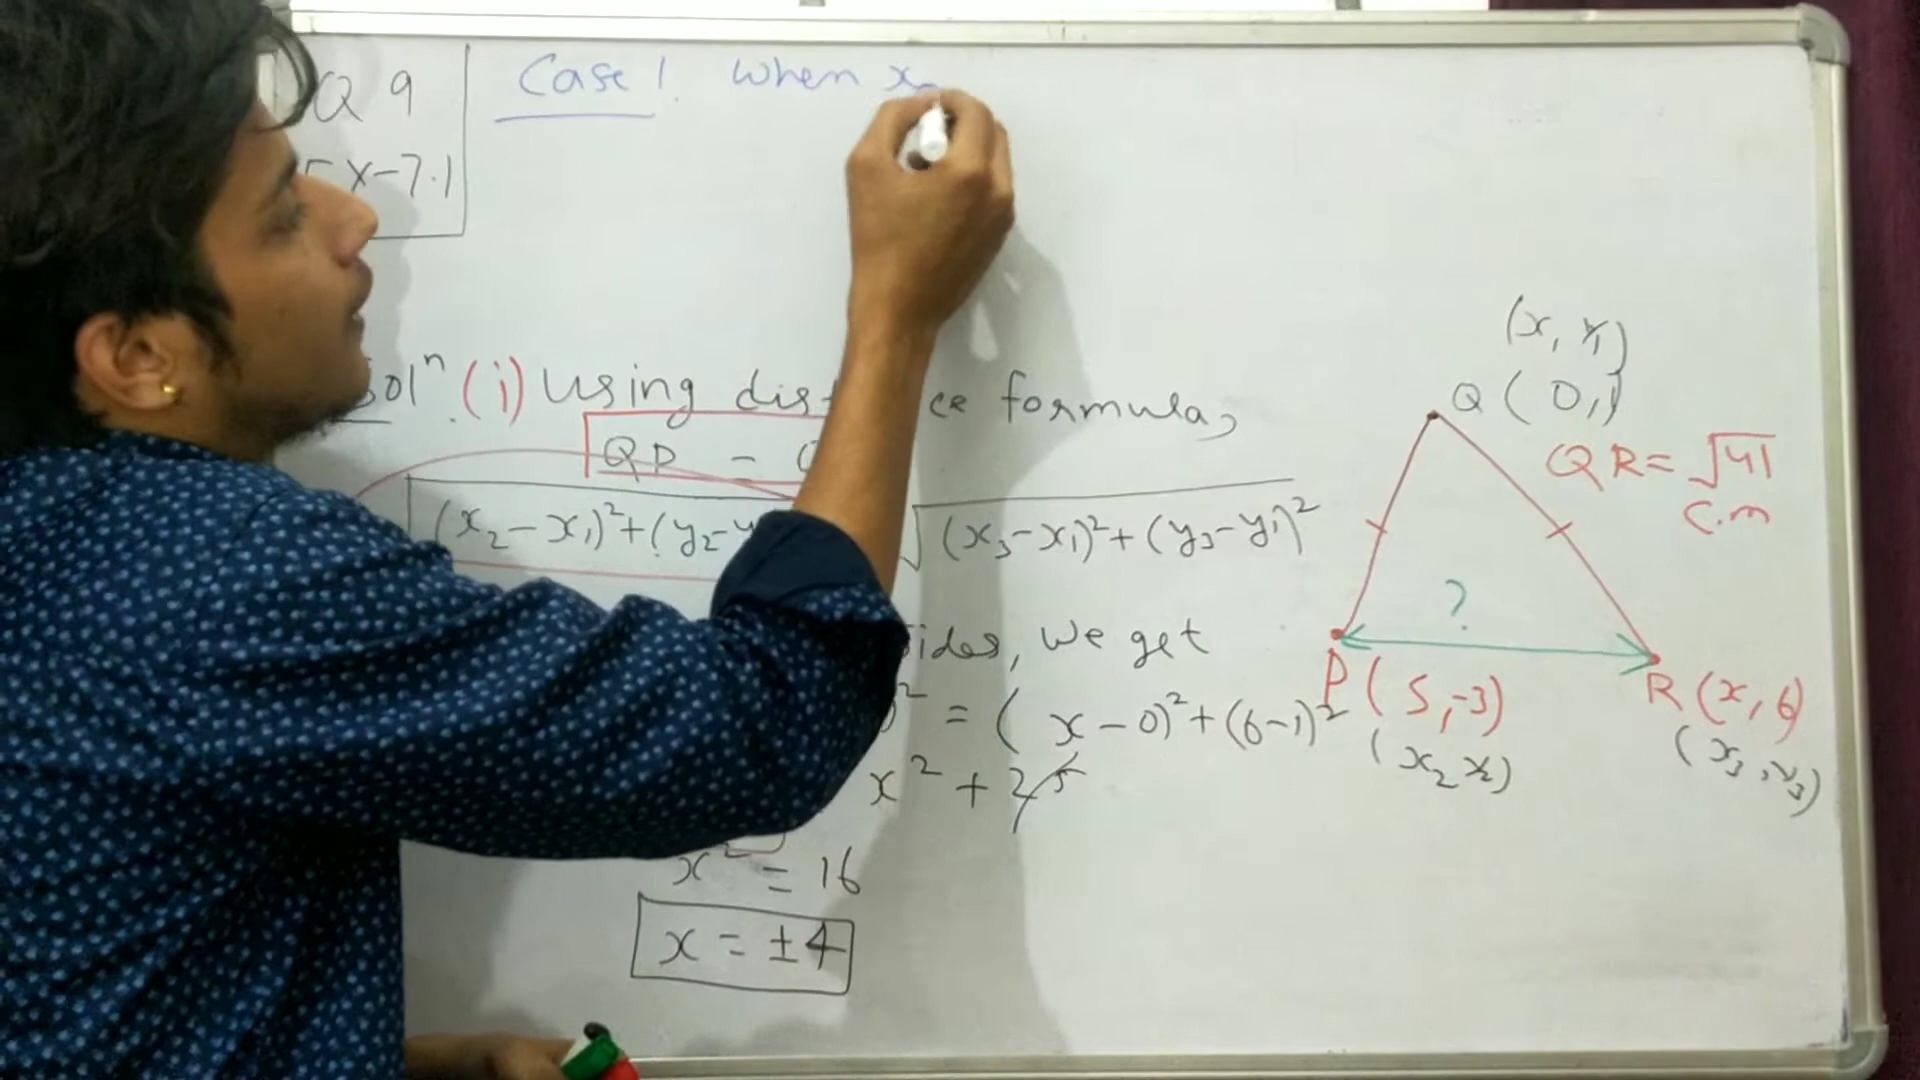 Q 9
X-7.1
Case 1. When x
Solⁿ. (i) Using formula,
QP =
(x₂-x₁)²+(y₂-y √(x₃-x₁)²+(y₃-y₁)²
sides, we get
)² = (x-0)²+(6-1)²
x² + 25
x² = 16
x = ±4
(x, y₁)
Q (0,1)
QR = √41
c.m
?
P (5,-3)
(x₂ y₂)
R (x, 6)
(x₃, y₃)